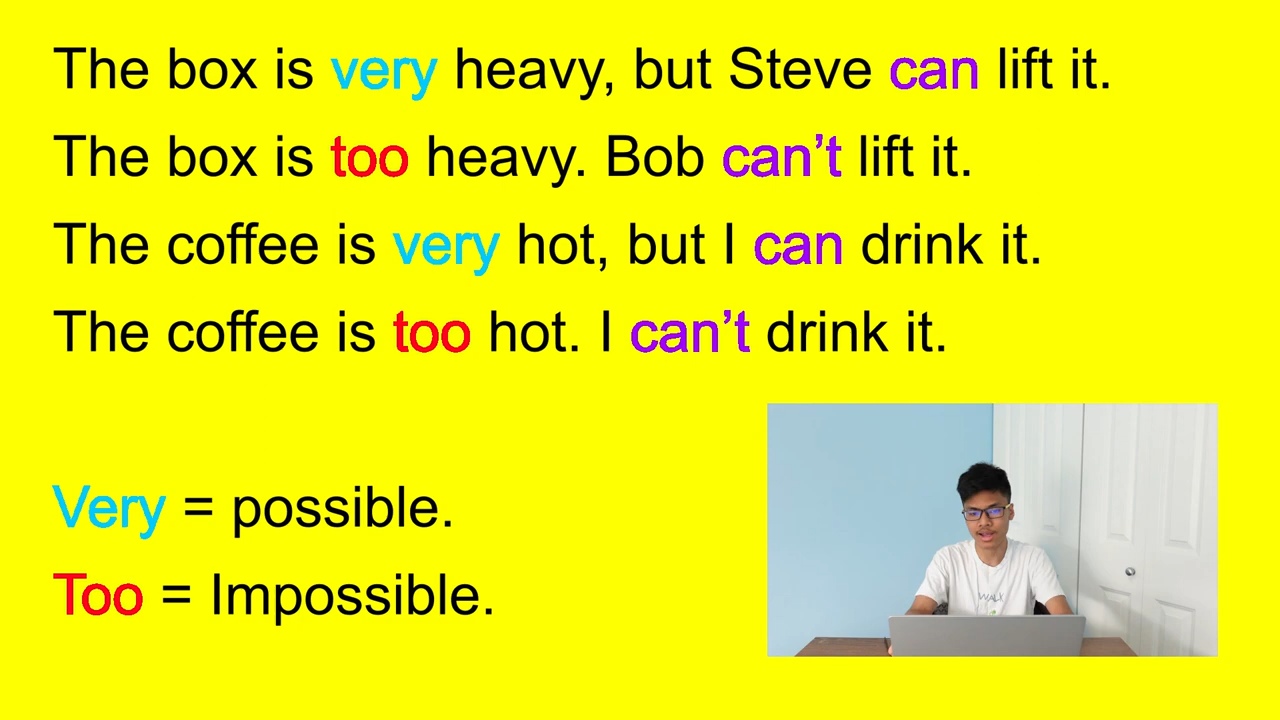 The box is very heavy, but Steve can lift it.
The box is too heavy. Bob can’t lift it.
The coffee is very hot, but I can drink it.
The coffee is too hot. I can’t drink it.
Very = possible.
Too = Impossible.
WALK